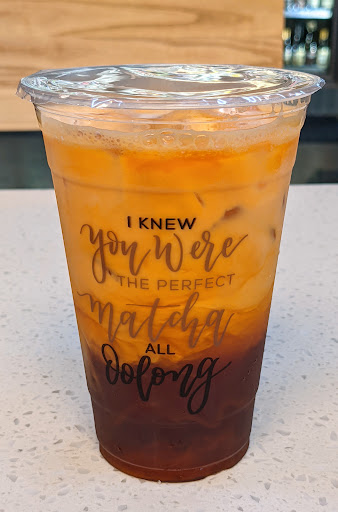 I KNEW
you were
THE PERFECT
matcha
ALL
Oolong